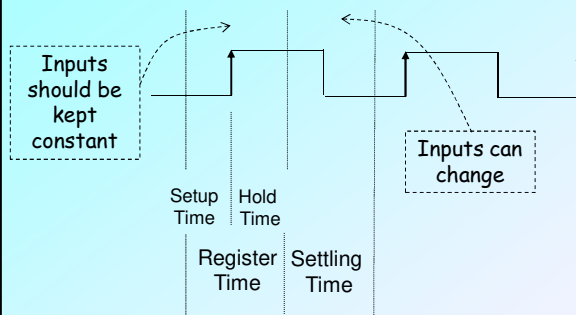 Inputs
should be
kept
constant
Inputs can
change
Setup
Time
Hold
Time
Register
Time
Settling
Time